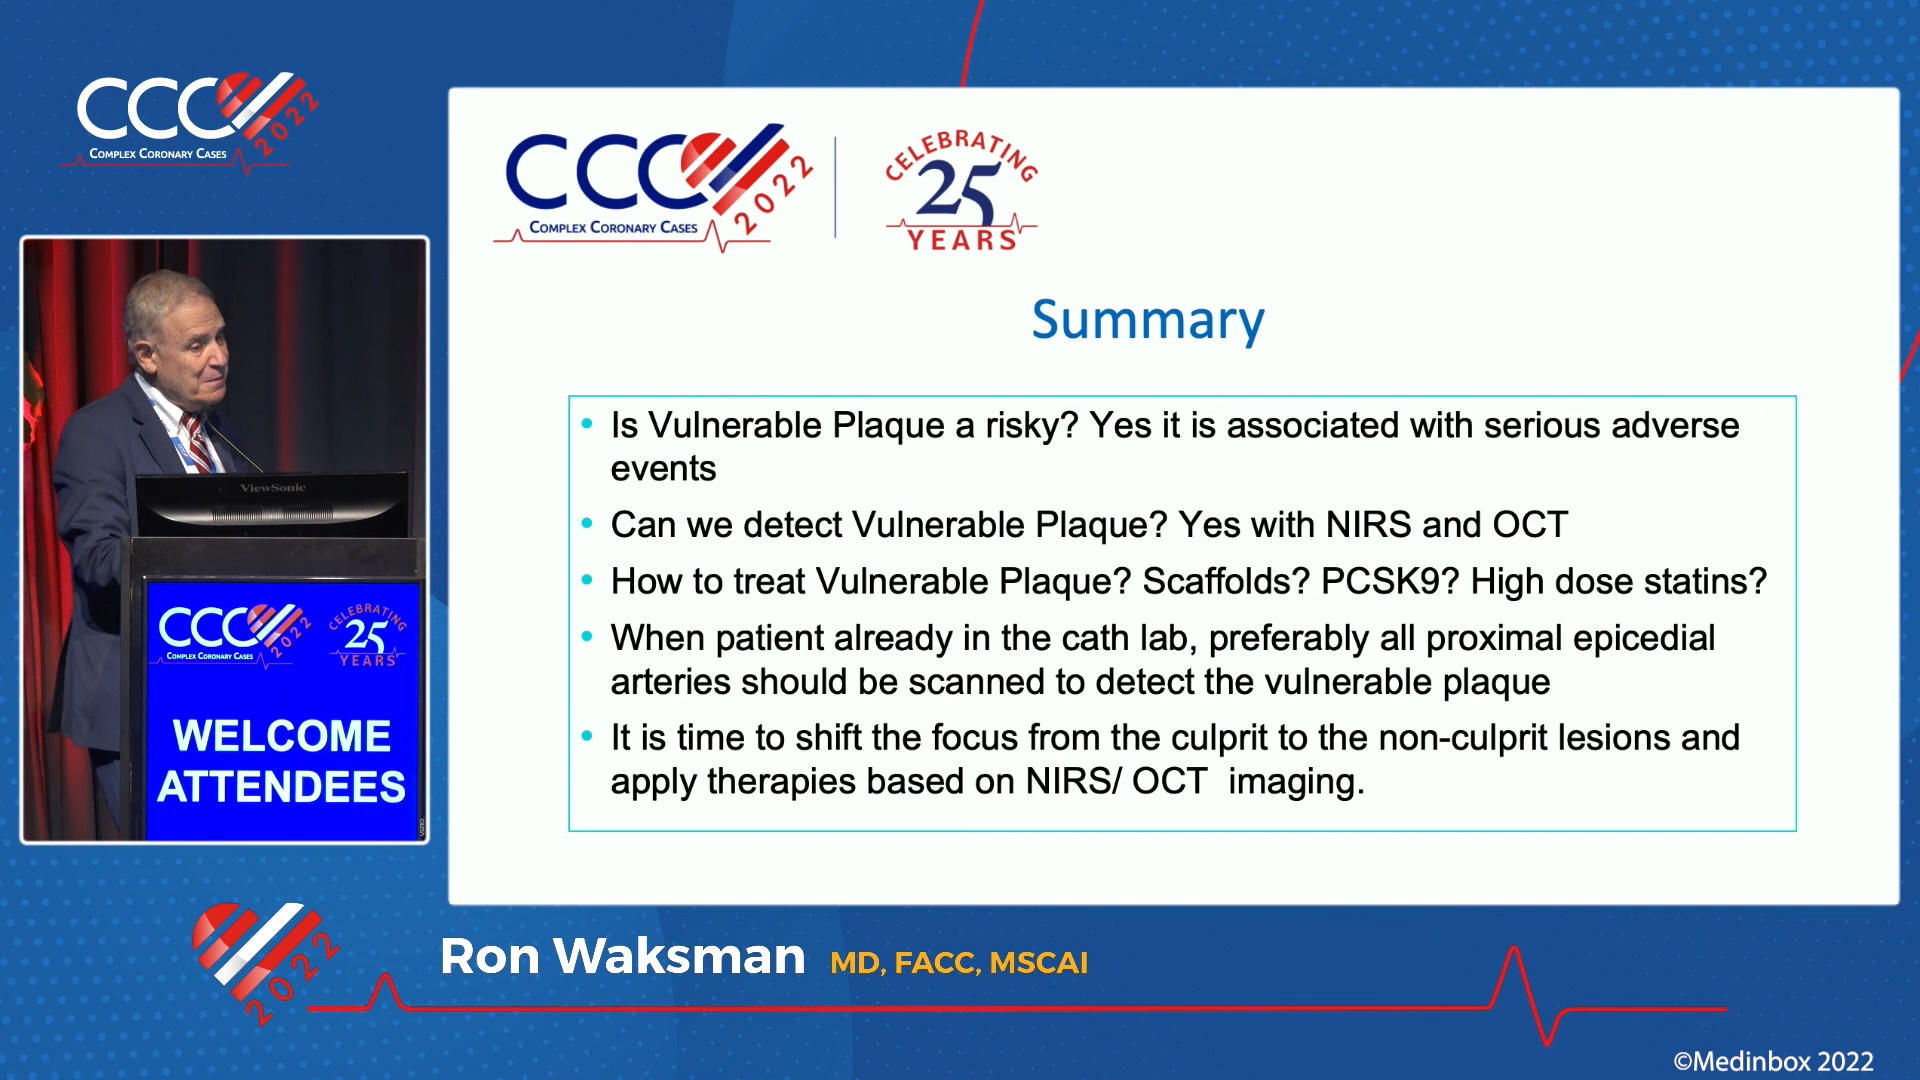 CCC
2022
COMPLEX CORONARY CASES
CCC
2022
COMPLEX CORONARY CASES
CELEBRATING
25
YEARS
Summary
• Is Vulnerable Plaque a risky? Yes it is associated with serious adverse
events
• Can we detect Vulnerable Plaque? Yes with NIRS and OCT
• How to treat Vulnerable Plaque? Scaffolds? PCSK9? High dose statins?
• When patient already in the cath lab, preferably all proximal epicedial
arteries should be scanned to detect the vulnerable plaque
• It is time to shift the focus from the culprit to the non-culprit lesions and
apply therapies based on NIRS/ OCT  imaging.
ViewSonic
CCC
2022
COMPLEX CORONARY CASES
CELEBRATING
25
YEARS
WELCOME
ATTENDEES
VIZIO
2022
Ron Waksman MD, FACC, MSCAI
©Medinbox 2022